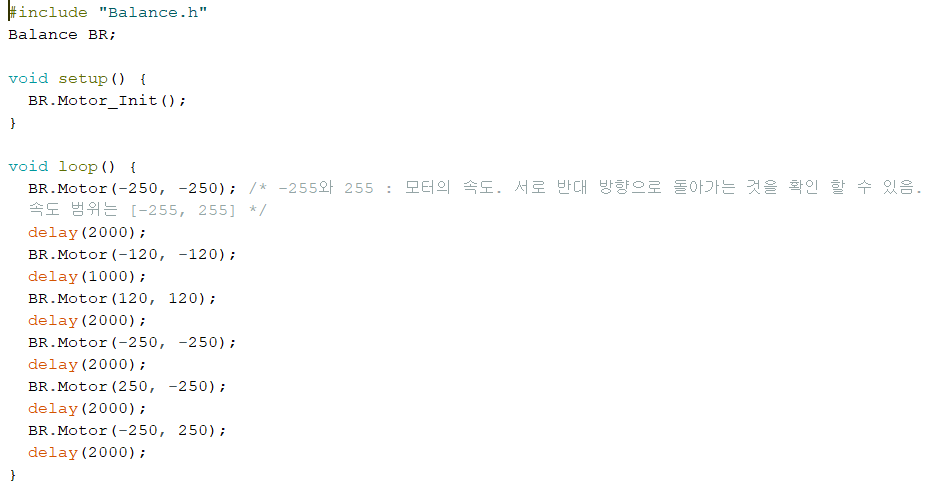 #include "Balance.h"
Balance BR;

void setup() {
  BR.Motor_Init();
}

void loop() {
  BR.Motor(-250, -250); /* -255와 255 : 모터의 속도. 서로 반대 방향으로 돌아가는 것을 확인 할 수 있음.
  속도 범위는 [-255, 255] */
  delay(2000);
  BR.Motor(-120, -120);
  delay(1000);
  BR.Motor(120, 120);
  delay(2000);
  BR.Motor(-250, -250);
  delay(2000);
  BR.Motor(250, -250);
  delay(2000);
  BR.Motor(-250, 250);
  delay(2000);
}